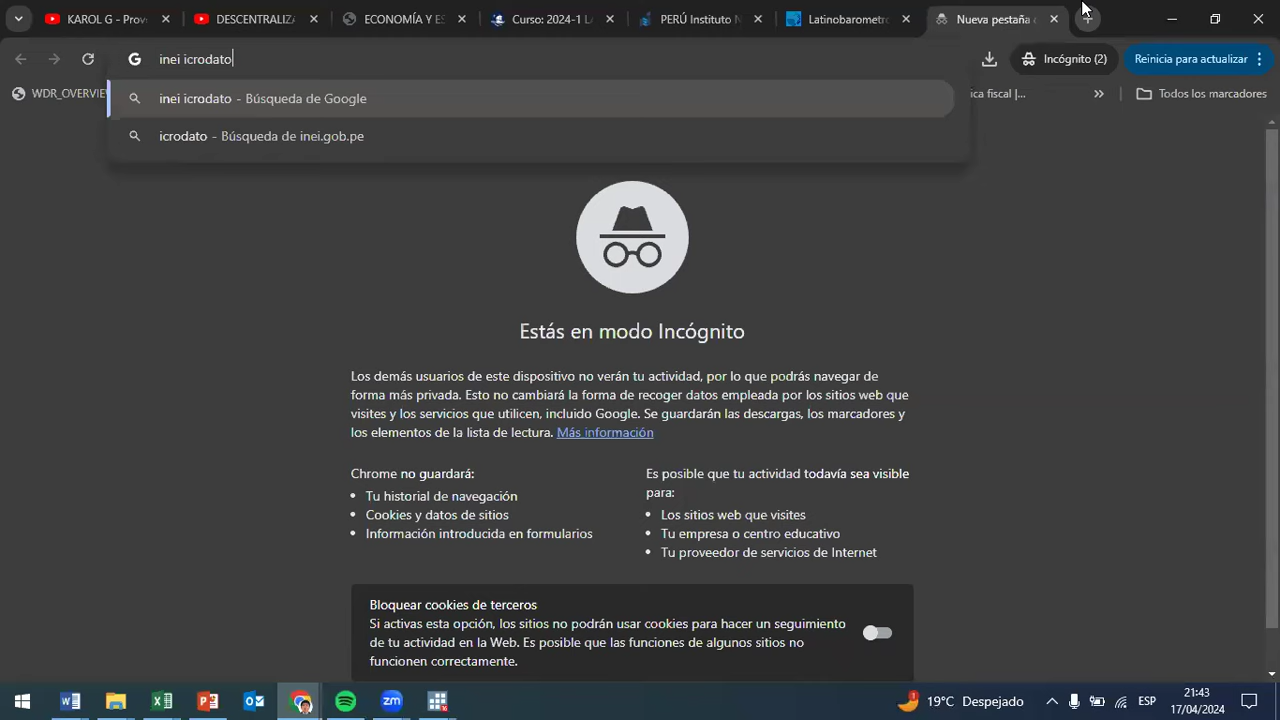 KAROL G - Prov
DESCENTRALIZA
ECONOMÍA Y ES
Curso: 2024-1 L
PERÚ Instituto N
Latinobarometro
Nueva pestaña
inei icrodato
Incógnito (2)
Reinicia para actualizar
WDR_OVERVIEW
ica fiscal |...
Todos los marcadores
inei icrodato - Búsqueda de Google
icrodato - Búsqueda de inei.gob.pe
Estás en modo Incógnito
Los demás usuarios de este dispositivo no verán tu actividad, por lo que podrás navegar de
forma más privada. Esto no cambiará la forma de recoger datos empleada por los sitios web que
visites y los servicios que utilicen, incluido Google. Se guardarán las descargas, los marcadores y
los elementos de la lista de lectura. Más información
Chrome no guardará:
• Tu historial de navegación
• Cookies y datos de sitios
• Información introducida en formularios
Es posible que tu actividad todavía sea visible
para:
• Los sitios web que visites
• Tu empresa o centro educativo
• Tu proveedor de servicios de Internet
Bloquear cookies de terceros
Si activas esta opción, los sitios no podrán usar cookies para hacer un seguimiento
de tu actividad en la Web. Es posible que las funciones de algunos sitios no
funcionen correctamente.
19°C Despejado
ESP
21:43
17/04/2024